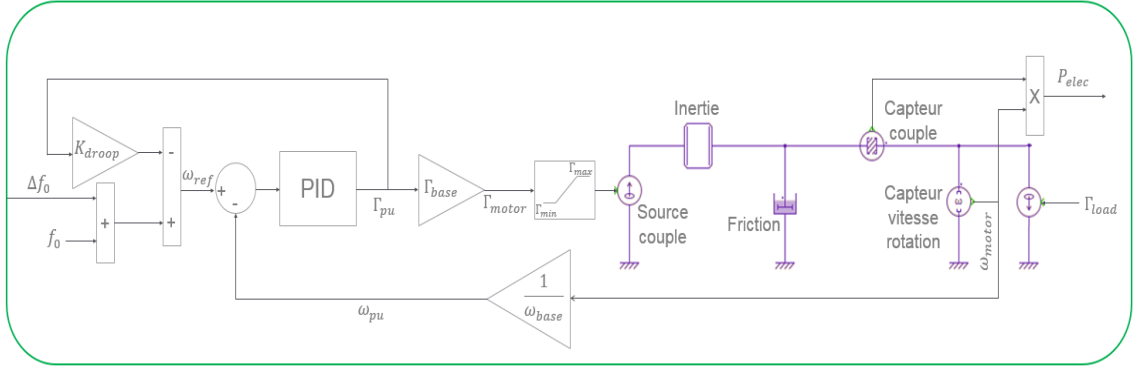 K_droop
-
Δf_0
f_0
+
+
-
+
ω_ref
+
-
PID
Γ_pu
Γ_base
Γ_motor
Γ_max
Γ_min
Source
couple
Inertie
Friction
Capteur
couple
Capteur
vitesse
rotation
ω
ω_motor
X
P_elec
Γ_load
1
ω_base
ω_pu